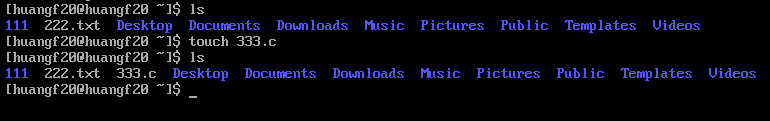 [huangf20@huangf20 ~]$ ls
111  222.txt  Desktop  Documents  Downloads  Music  Pictures  Public  Templates  Videos
[huangf20@huangf20 ~]$ touch 333.c
[huangf20@huangf20 ~]$ ls
111  222.txt  333.c  Desktop  Documents  Downloads  Music  Pictures  Public  Templates  Videos
[huangf20@huangf20 ~]$ _